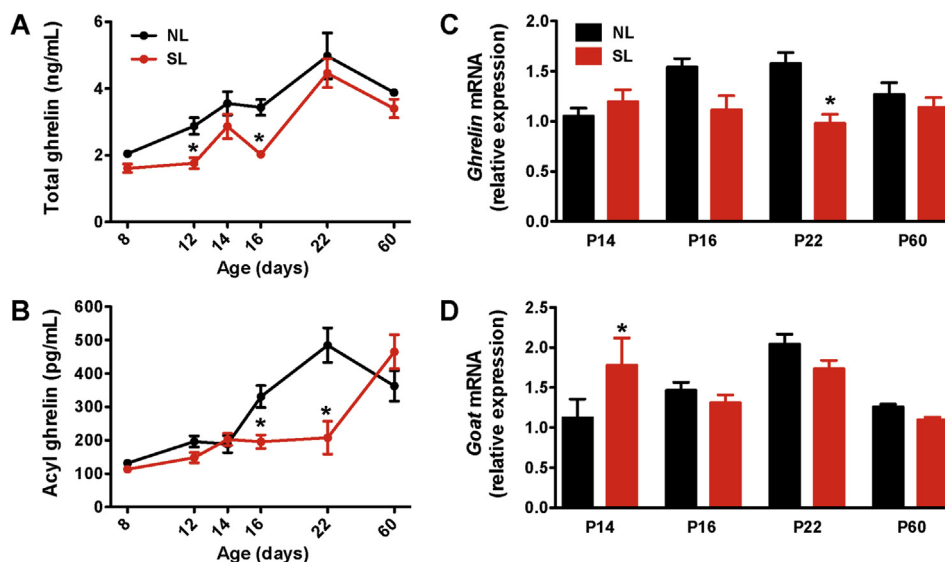 A
Total ghrelin (ng/mL)
6
4
2
0
NL
SL
*
*
8
12
14
16
22
60
Age (days)
C
Ghrelin mRNA
(relative expression)
2.0
1.5
1.0
0.5
0.0
NL
SL
*
P14
P16
P22
P60
B
Acyl ghrelin (pg/mL)
600
500
400
300
200
100
0
*
*
8
12
14
16
22
60
Age (days)
D
Goat mRNA
(relative expression)
2.5
2.0
1.5
1.0
0.5
0.0
*
P14
P16
P22
P60